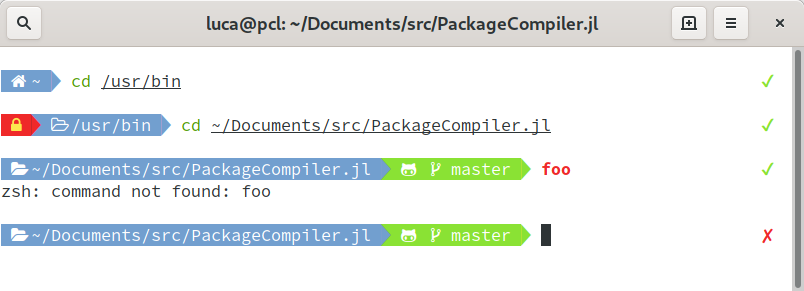 luca@pcl: ~/Documents/src/PackageCompiler.jl
~ cd /usr/bin ✓
/usr/bin cd ~/Documents/src/PackageCompiler.jl ✓
~/Documents/src/PackageCompiler.jl master foo ✓
zsh: command not found: foo
~/Documents/src/PackageCompiler.jl master ✗